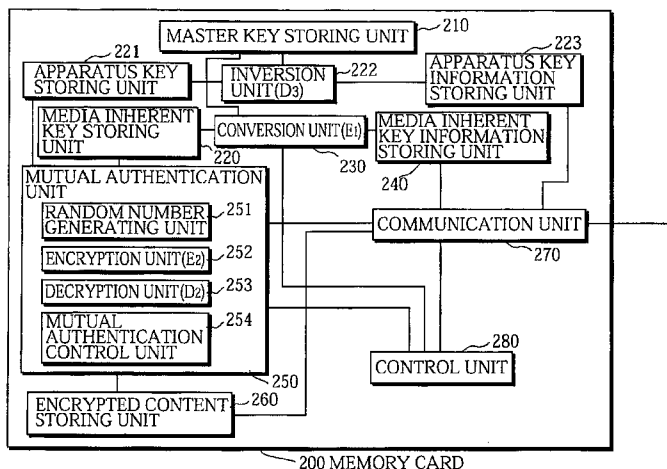 210
MASTER KEY STORING UNIT
221
APPARATUS KEY
STORING UNIT
INVERSION
UNIT(D3)
222
223
APPARATUS KEY
INFORMATION
STORING UNIT
MEDIA INHERENT
KEY STORING
UNIT
220
CONVERSION UNIT(E1)
230
MEDIA INHERENT
KEY INFORMATION
STORING UNIT
240
MUTUAL AUTHENTICATION
UNIT
RANDOM NUMBER
GENERATING UNIT
251
ENCRYPTION UNIT(E2)
252
DECRYPTION UNIT(D2)
253
MUTUAL
AUTHENTICATION
CONTROL UNIT
254
250
COMMUNICATION UNIT
270
280
CONTROL UNIT
260
ENCRYPTED CONTENT
STORING UNIT
200 MEMORY CARD